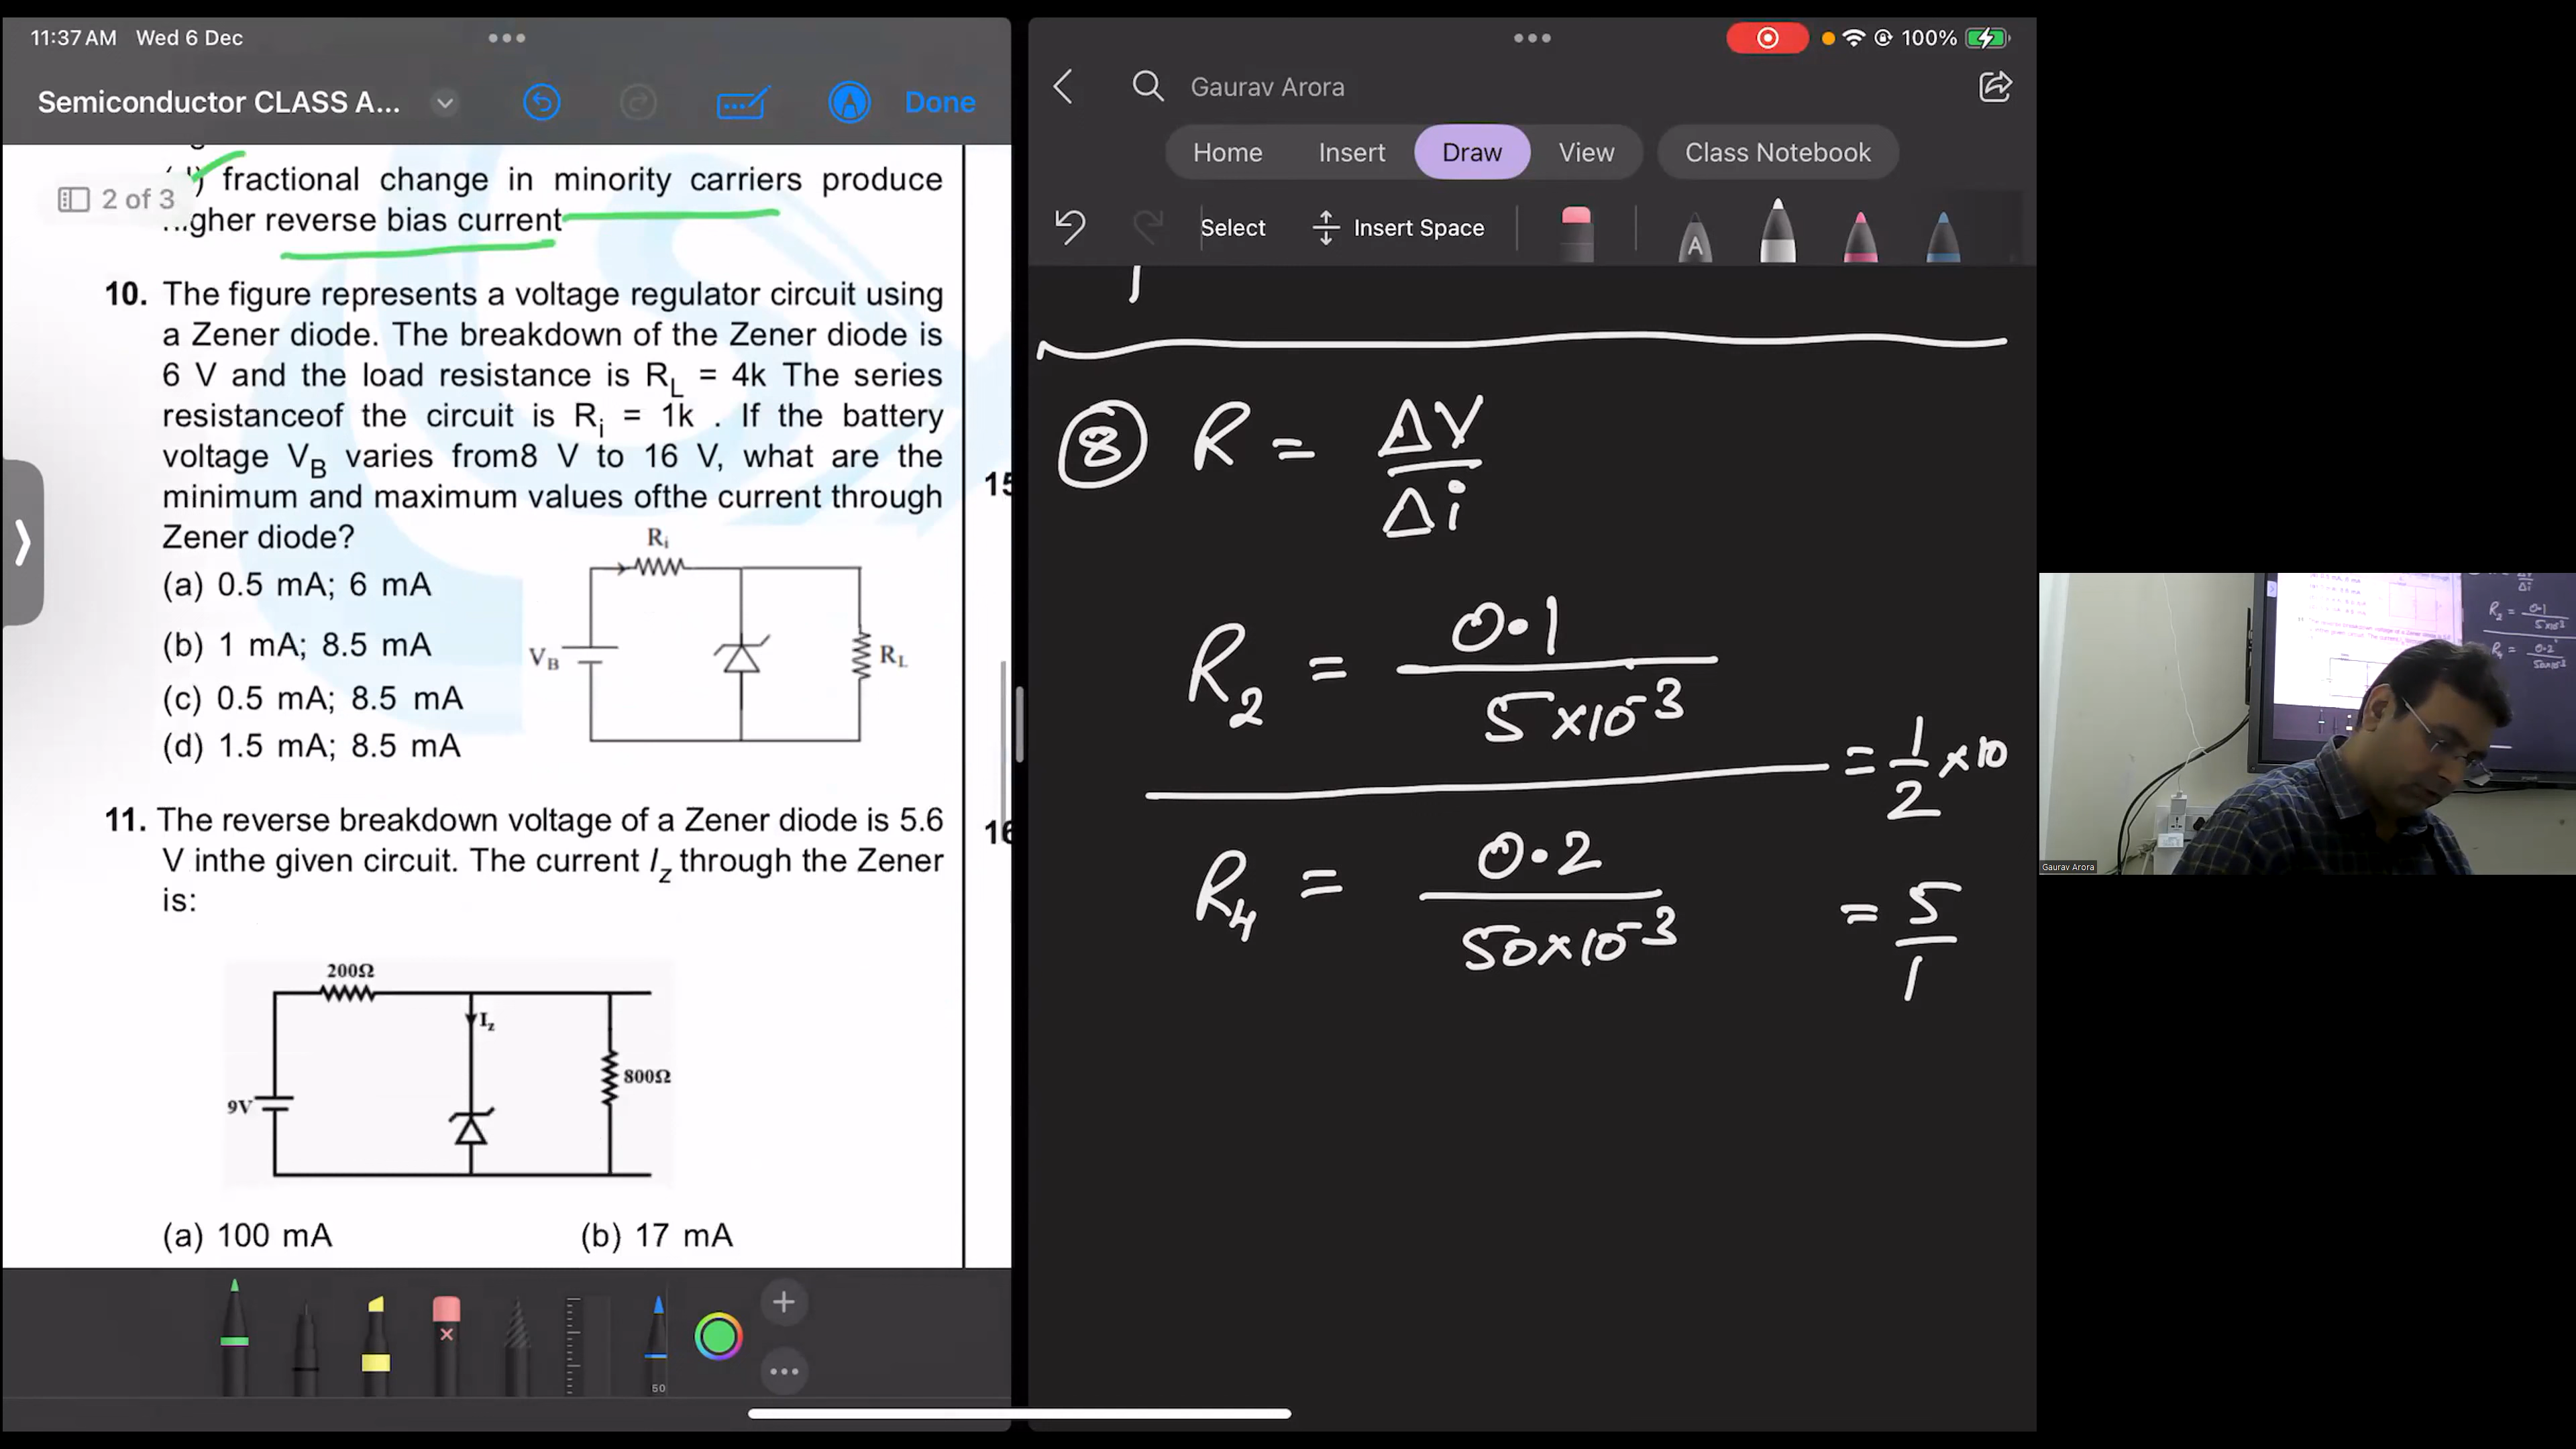 11:37 AM Wed 6 Dec
Semiconductor CLASS A...
Done
2 of 3
fractional change in minority carriers produce
reverse bias current
10. The figure represents a voltage regulator circuit using
a Zener diode. The breakdown of the Zener diode is
6 V and the load resistance is R_L = 4k The series
resistanceof the circuit is R_i = 1k . If the battery
voltage V_B varies from8 V to 16 V, what are the
minimum and maximum values ofthe current through
Zener diode?
(a) 0.5 mA; 6 mA
(b) 1 mA; 8.5 mA
(c) 0.5 mA; 8.5 mA
(d) 1.5 mA; 8.5 mA
R_i
V_B
R_L
11. The reverse breakdown voltage of a Zener diode is 5.6
V inthe given circuit. The current I_z through the Zener
is:
200Ω
I_z
800Ω
9V
(a) 100 mA
(b) 17 mA
15
16
50
100%
Gaurav Arora
Home Insert Draw View Class Notebook
Select Insert Space
A
8 R = ΔV / Δi
R_2 = 0.1 / 5×10^-3
= 1/2 ×10
R_4 = 0.2 / 50×10^-3
= 5/1
Gaurav Arora